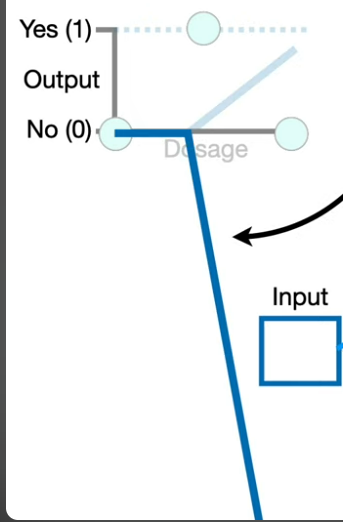 Yes (1)
Output
No (0)
Dosage
Input